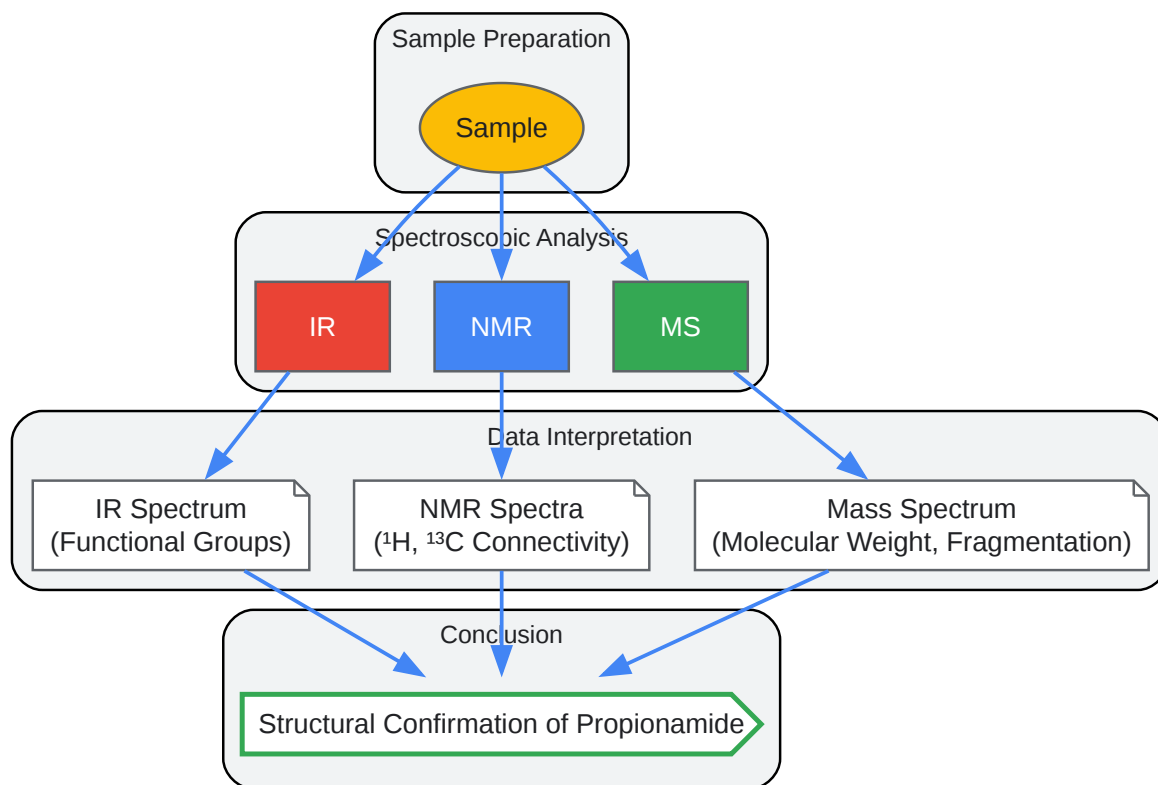 Sample Preparation
Sample
Spectroscopic Analysis
IR
NMR
MS
Data Interpretation
IR Spectrum
(Functional Groups)
NMR Spectra
(¹H, ¹³C Connectivity)
Mass Spectrum
(Molecular Weight, Fragmentation)
Conclusion
Structural Confirmation of Propionamide